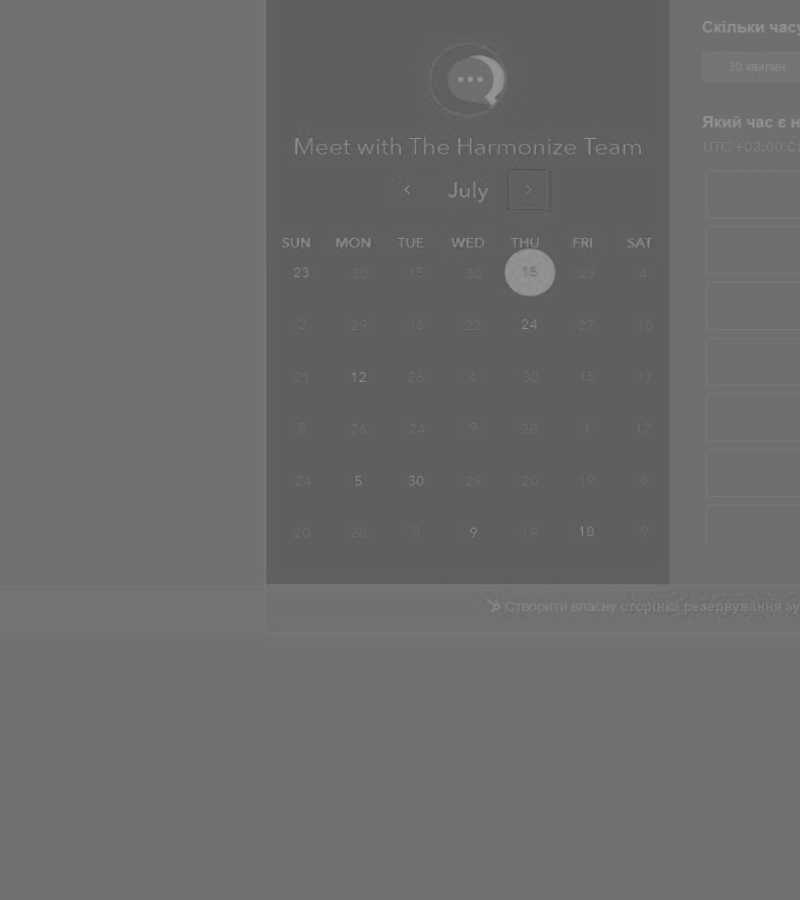 Скільки часу
30 хвилин
Meet with The Harmonize Team
Який час є
UTC +03:00
July
SUN MON TUE WED THU FRI SAT
23 30 15 30 15 29 4
2 29 16 22 24 27 10
21 12 26 4 30 15 17
8 26 24 9 26 1 12
24 5 30 29 20 19 8
20 26 8 9 19 10 9
Створити власну сторінка резервування